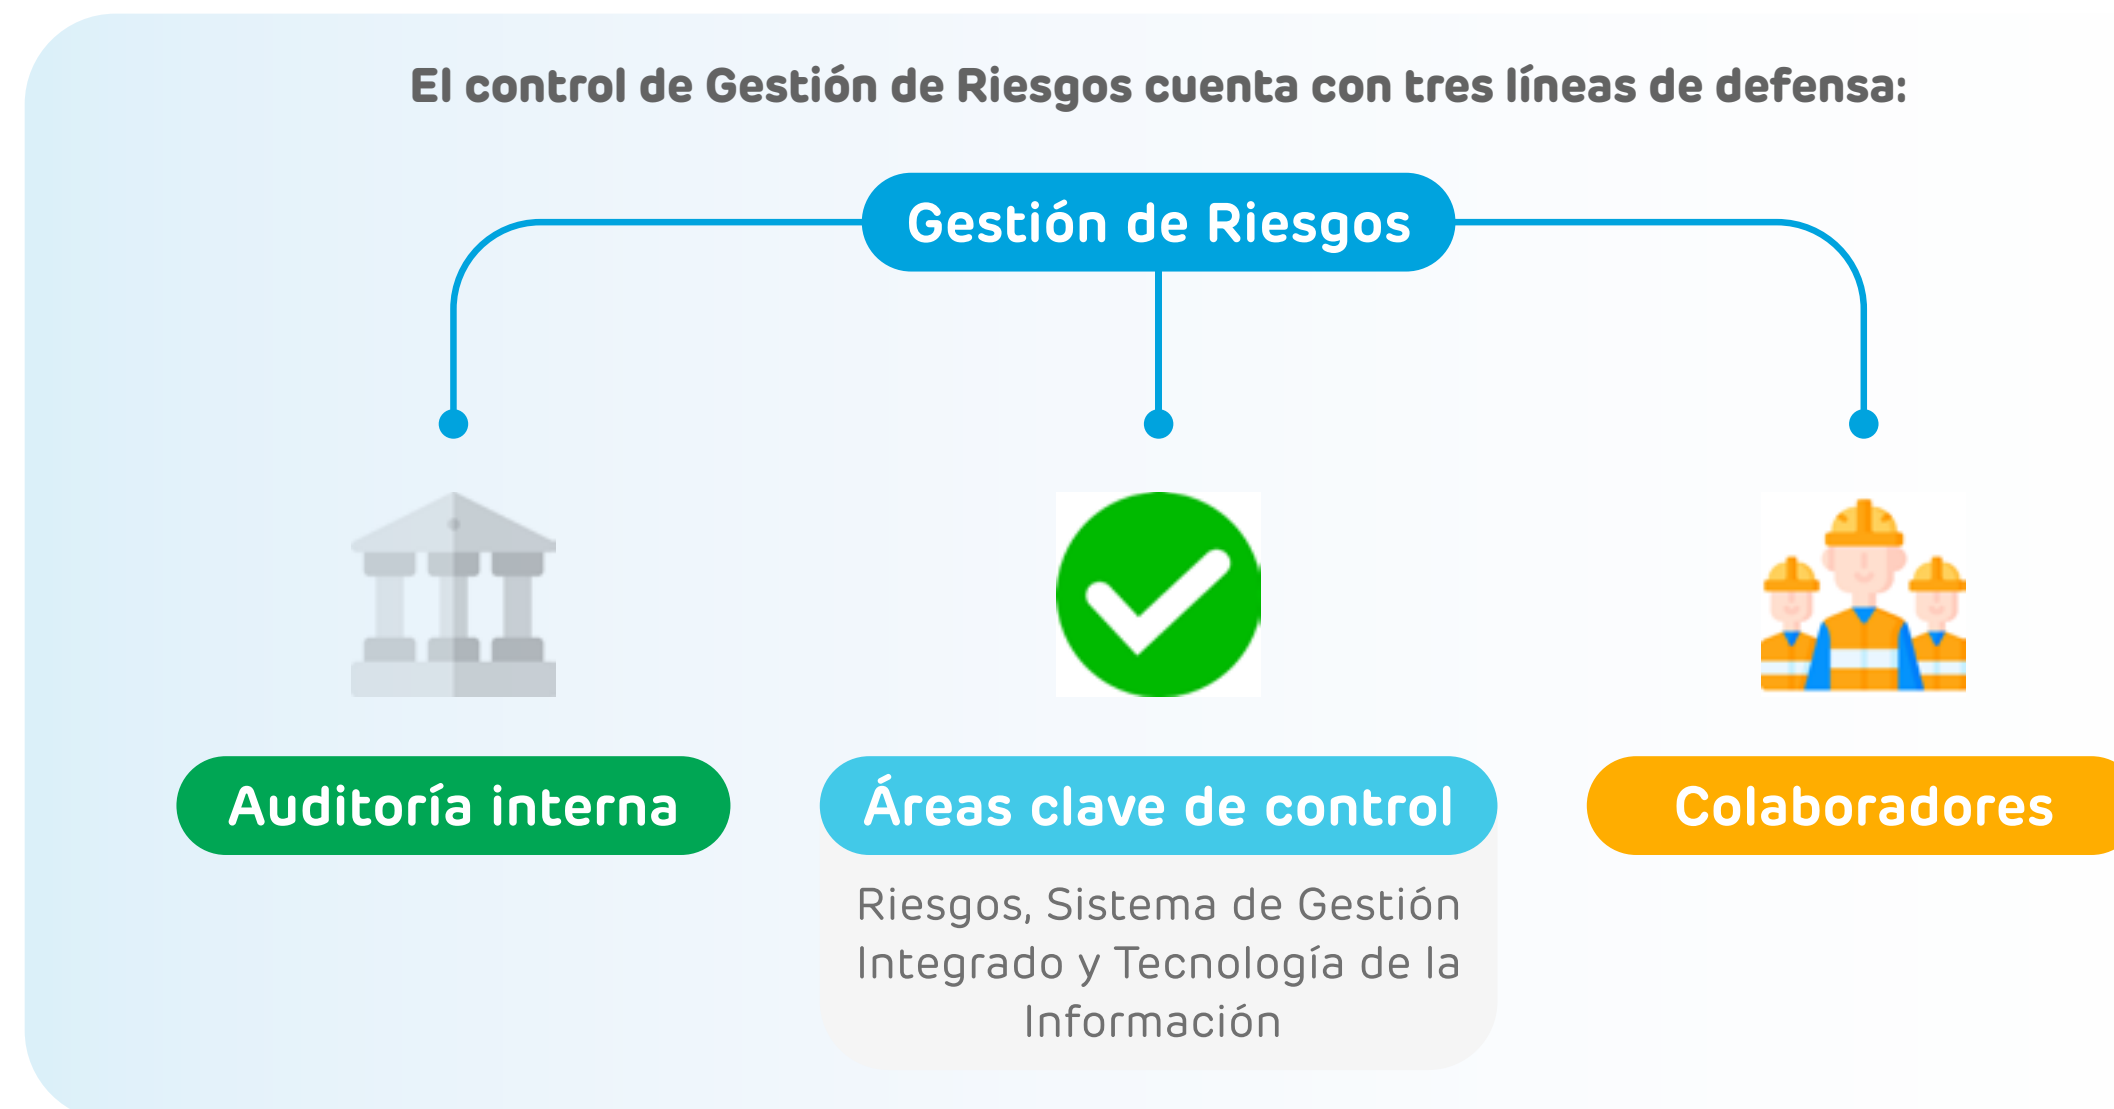 El control de Gestión de Riesgos cuenta con tres líneas de defensa:
Gestión de Riesgos
Auditoría interna
Áreas clave de control
Riesgos, Sistema de Gestión
Integrado y Tecnología de la
Información
Colaboradores